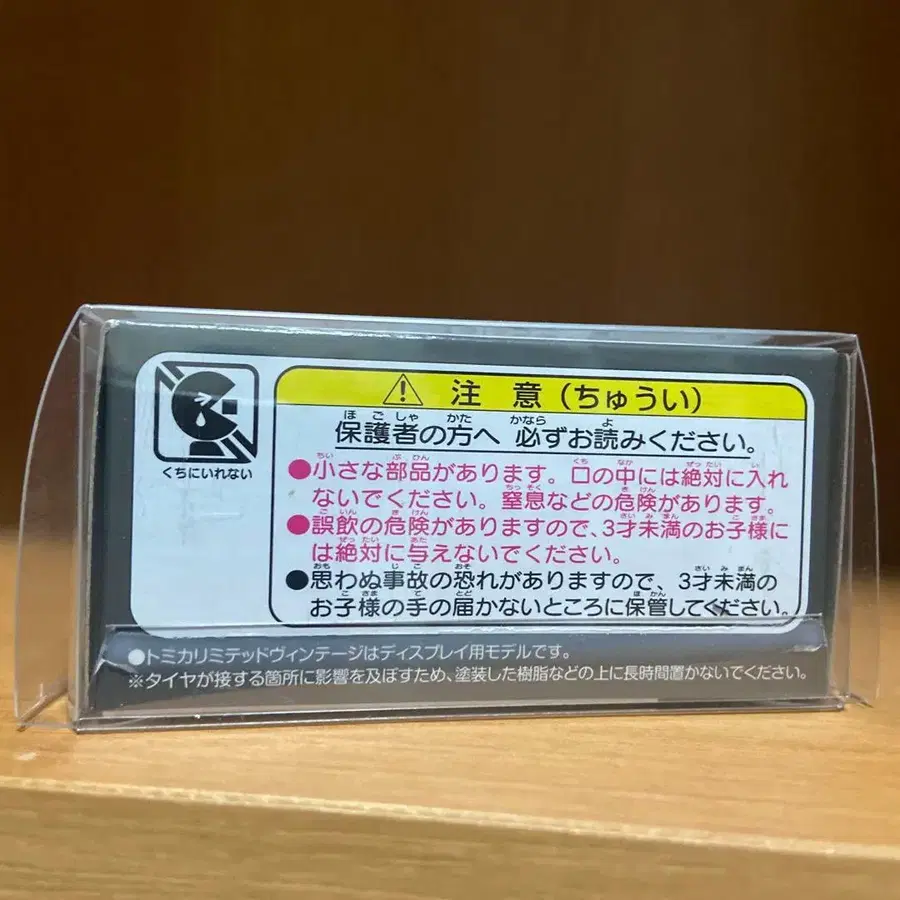 注意(ちゅうい)
保護者の方へ 必ずお読みください。
くちにいれない
●小さな部品があります。口の中には絶対に入れ
ないでください。窒息などの危険があります。
●誤飲の危険がありますので、3才未満のお子様に
は絶対に与えないでください。
●思わぬ事故の恐れがありますので、3才未満の
お子様の手の届かないところに保管してください。
●トミカリミテッドヴィンテージはディスプレイ用モデルです。
※タイヤが接する箇所に影響を及ぼすため、塗装した樹脂などの上に長時間置かないでください。